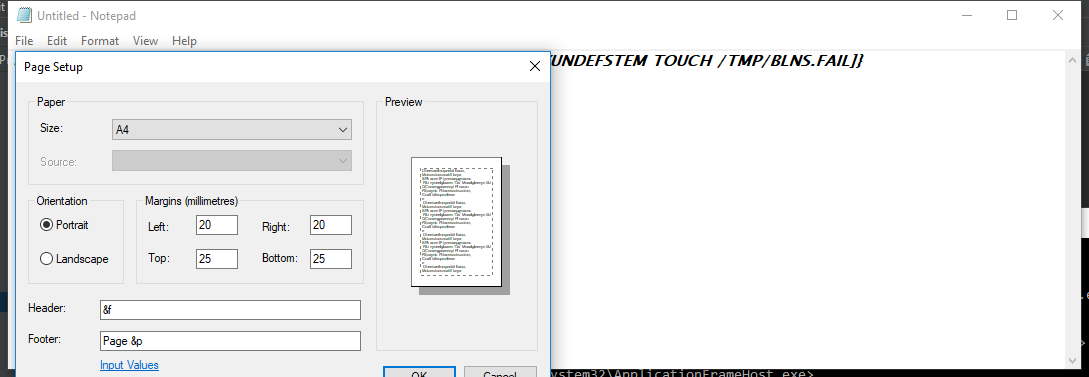 Untitled - Notepad
File Edit Format View Help
UNDEFSTEM TOUCH /TMP/BLNS.FAIL]}
Page Setup
Paper
Size: A4
Source:
Orientation
Portrait
Landscape
Margins (millimetres)
Left: 20 Right: 20
Top: 25 Bottom: 25
Preview
Header: &f
Footer: Page &p
Input Values
OK Cancel
ystem32\ApplicationFrameHost.exe>